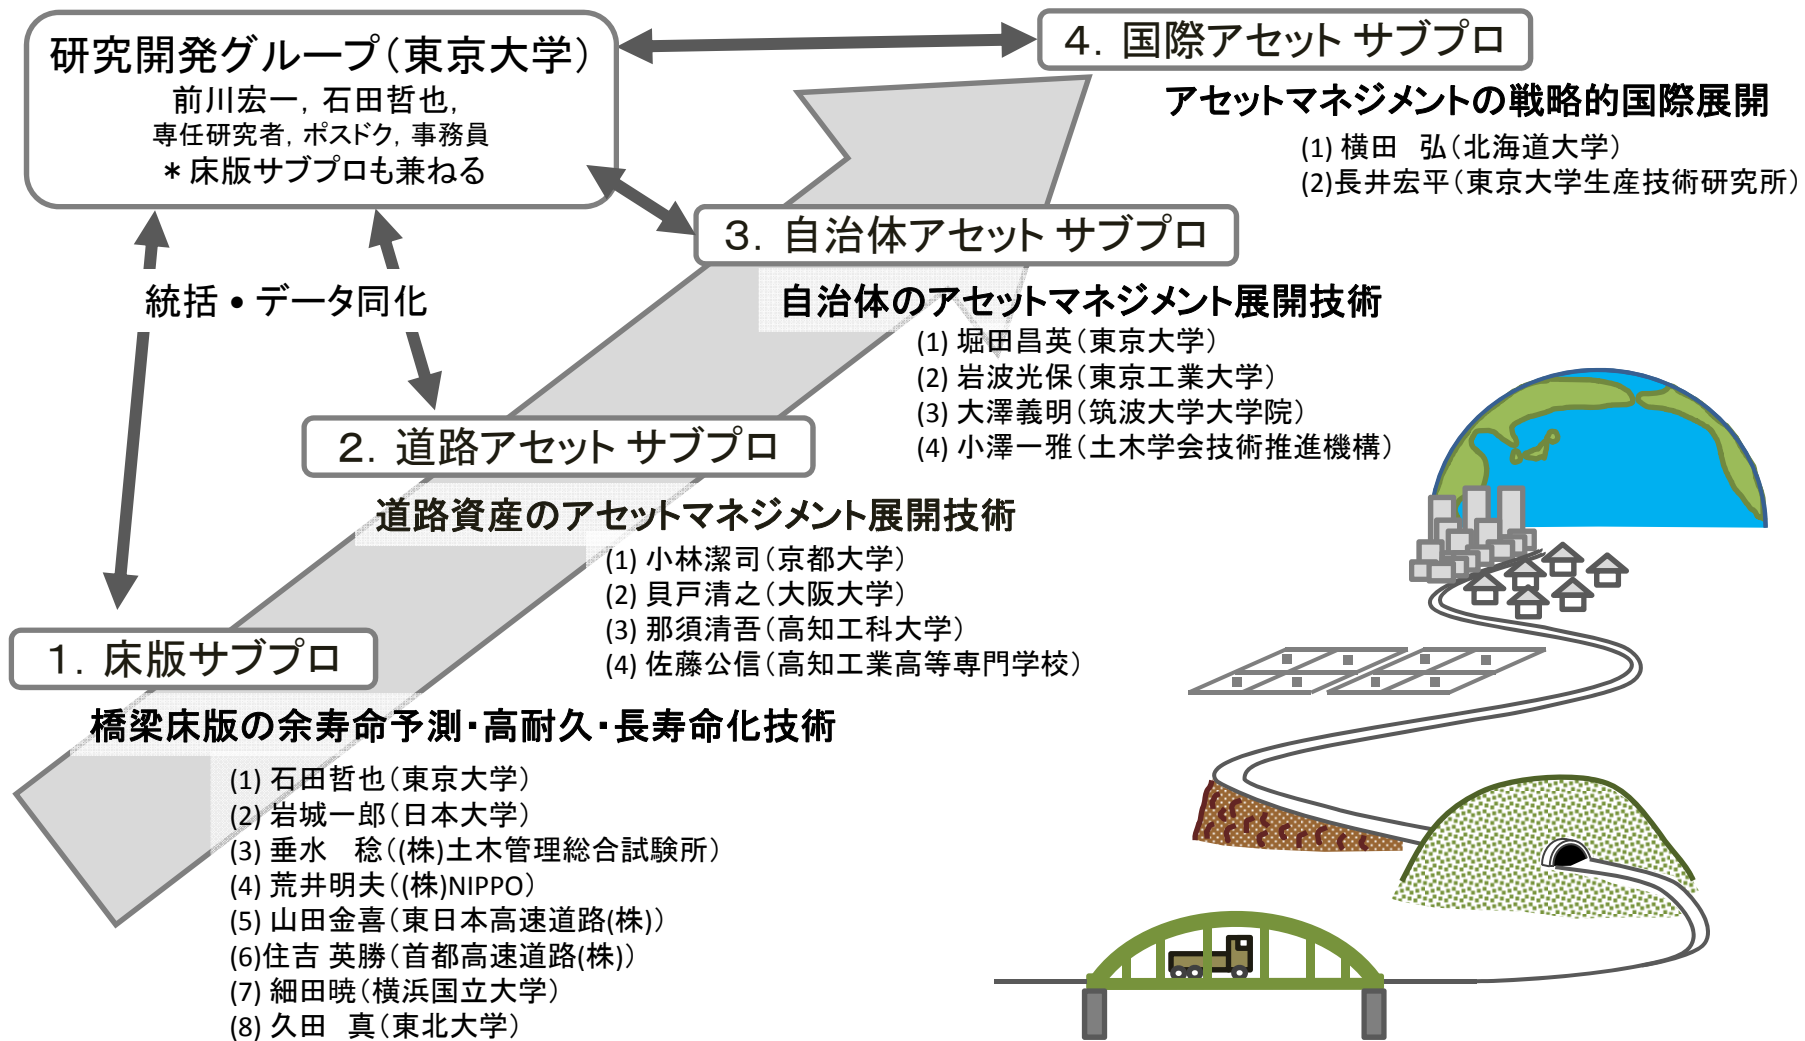 研究開発グループ（東京大学）
前川宏一，石田哲也，
専任研究者，ポスドク，事務員
＊床版サブプロも兼ねる
統括・データ同化
４．国際アセット サブプロ
アセットマネジメントの戦略的国際展開
(1) 横田　弘（北海道大学）
(2)長井宏平（東京大学生産技術研究所）
３．自治体アセット サブプロ
自治体のアセットマネジメント展開技術
(1) 堀田昌英（東京大学）
(2) 岩波光保（東京工業大学）
(3) 大澤義明（筑波大学大学院）
(4) 小澤一雅（土木学会技術推進機構）
２．道路アセット サブプロ
道路資産のアセットマネジメント展開技術
(1) 小林潔司（京都大学）
(2) 貝戸清之（大阪大学）
(3) 那須清吾（高知工科大学）
(4) 佐藤公信（高知工業高等専門学校）
１．床版サブプロ
橋梁床版の余寿命予測・高耐久・長寿命化技術
(1) 石田哲也（東京大学）
(2) 岩城一郎（日本大学）
(3) 垂水　稔（(株)土木管理総合試験所）
(4) 荒井明夫（(株)NIPPO）
(5) 山田金喜（東日本高速道路(株)）
(6)住吉 英勝（首都高速道路(株)）
(7) 細田暁（横浜国立大学）
(8) 久田　真（東北大学）